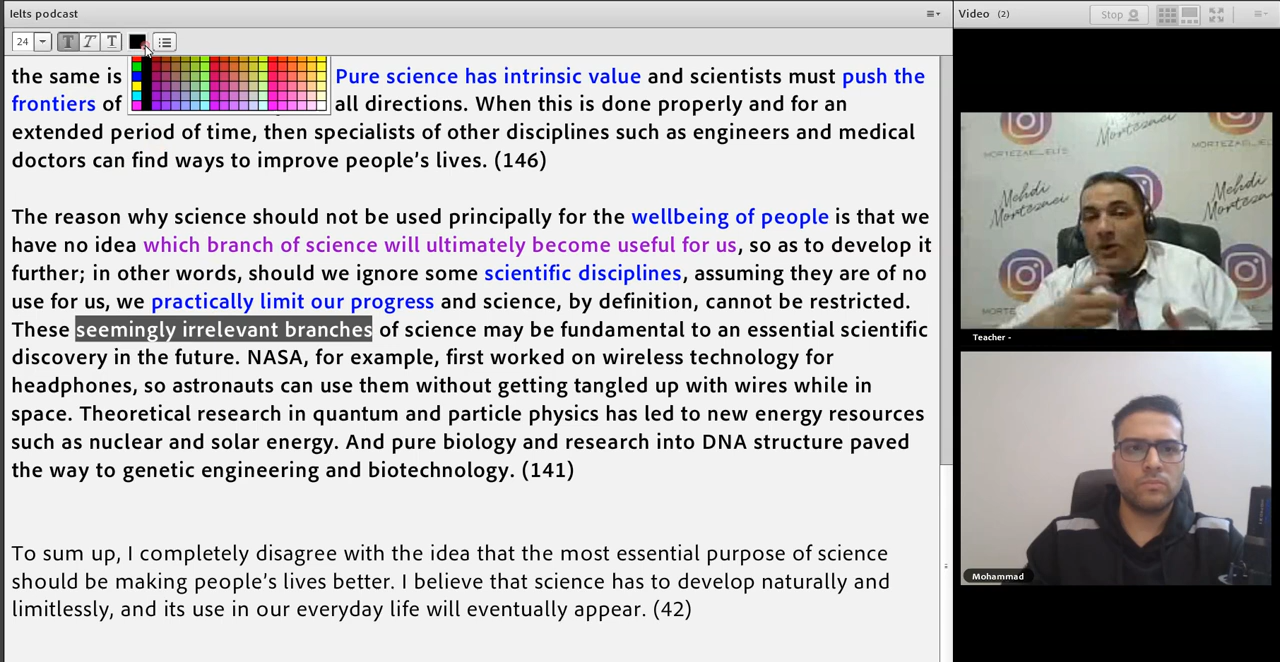 Ielts podcast
Video (2)
Stop
24
T T T
the same is Pure science has intrinsic value and scientists must push the
frontiers of all directions. When this is done properly and for an
extended period of time, then specialists of other disciplines such as engineers and medical
doctors can find ways to improve people's lives. (146)
The reason why science should not be used principally for the wellbeing of people is that we
have no idea which branch of science will ultimately become useful for us, so as to develop it
further; in other words, should we ignore some scientific disciplines, assuming they are of no
use for us, we practically limit our progress and science, by definition, cannot be restricted.
These seemingly irrelevant branches of science may be fundamental to an essential scientific
discovery in the future. NASA, for example, first worked on wireless technology for
headphones, so astronauts can use them without getting tangled up with wires while in
space. Theoretical research in quantum and particle physics has led to new energy resources
such as nuclear and solar energy. And pure biology and research into DNA structure paved
the way to genetic engineering and biotechnology. (141)
To sum up, I completely disagree with the idea that the most essential purpose of science
should be making people's lives better. I believe that science has to develop naturally and
limitlessly, and its use in our everyday life will eventually appear. (42)
Mehdi
Mortezaei
Mehdi
Mortezaei
Teacher -
Mohammad